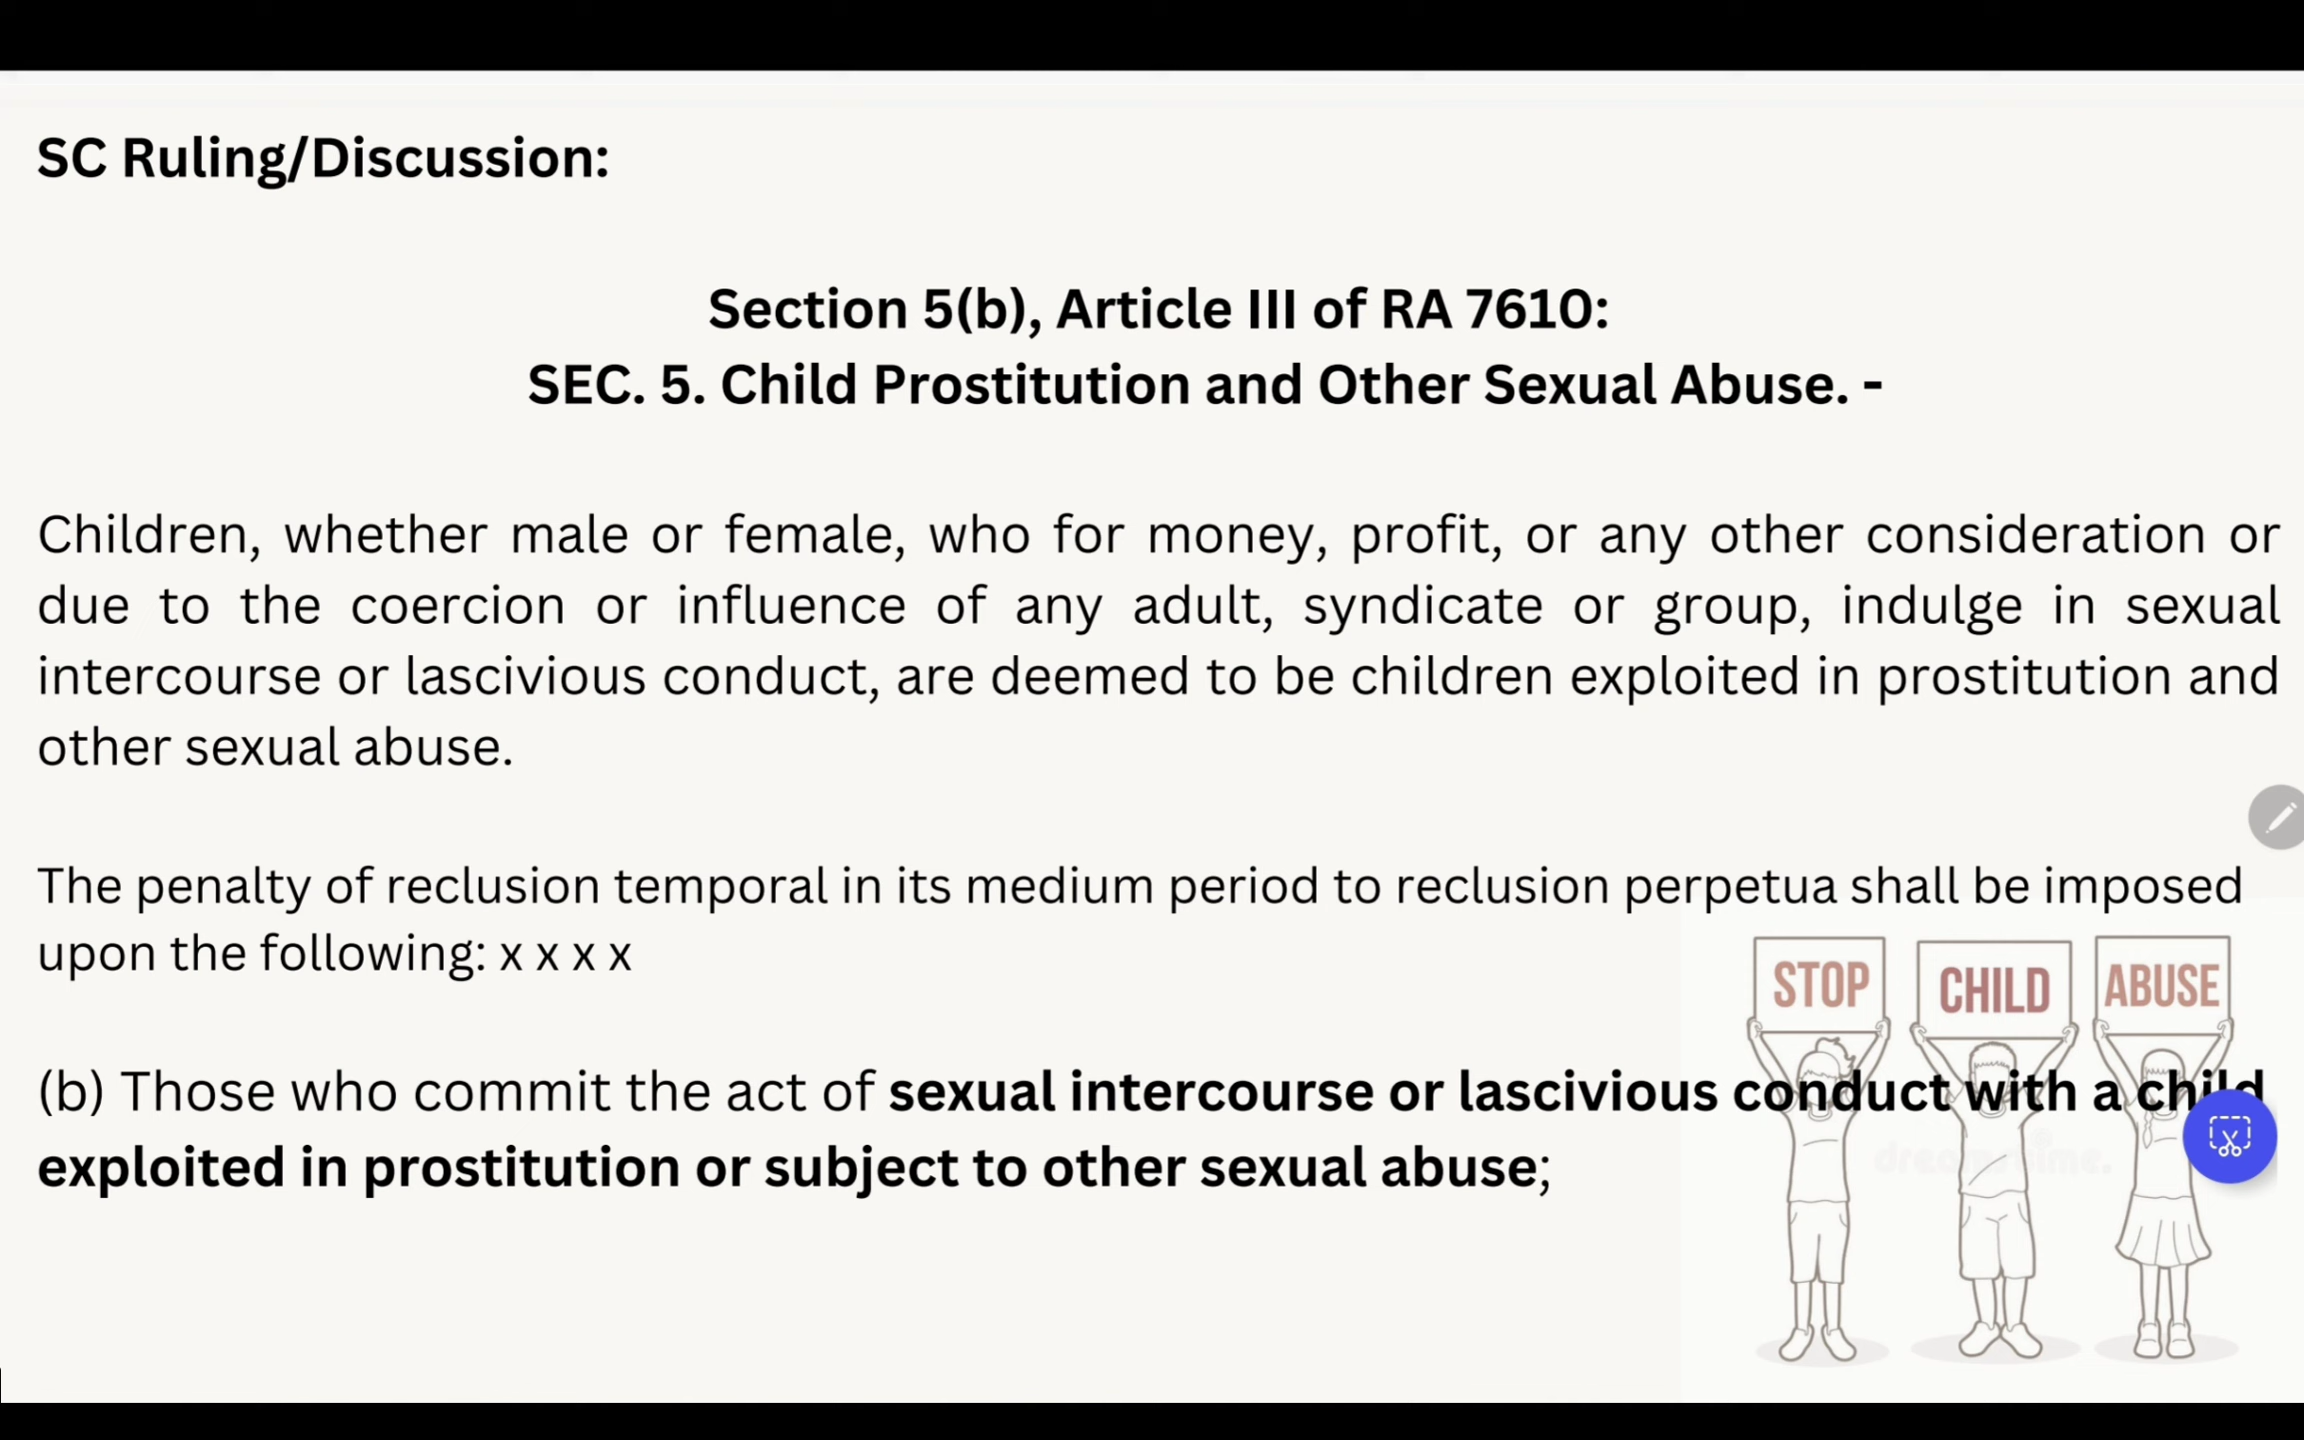 SC Ruling/Discussion:
Section 5(b), Article III of RA 7610:
SEC. 5. Child Prostitution and Other Sexual Abuse. -
Children, whether male or female, who for money, profit, or any other consideration or
due to the coercion or influence of any adult, syndicate or group, indulge in sexual
intercourse or lascivious conduct, are deemed to be children exploited in prostitution and
other sexual abuse.
The penalty of reclusion temporal in its medium period to reclusion perpetua shall be imposed
upon the following: x x x x
STOP CHILD ABUSE
(b) Those who commit the act of sexual intercourse or lascivious conduct with a child
exploited in prostitution or subject to other sexual abuse;
dreamstime.